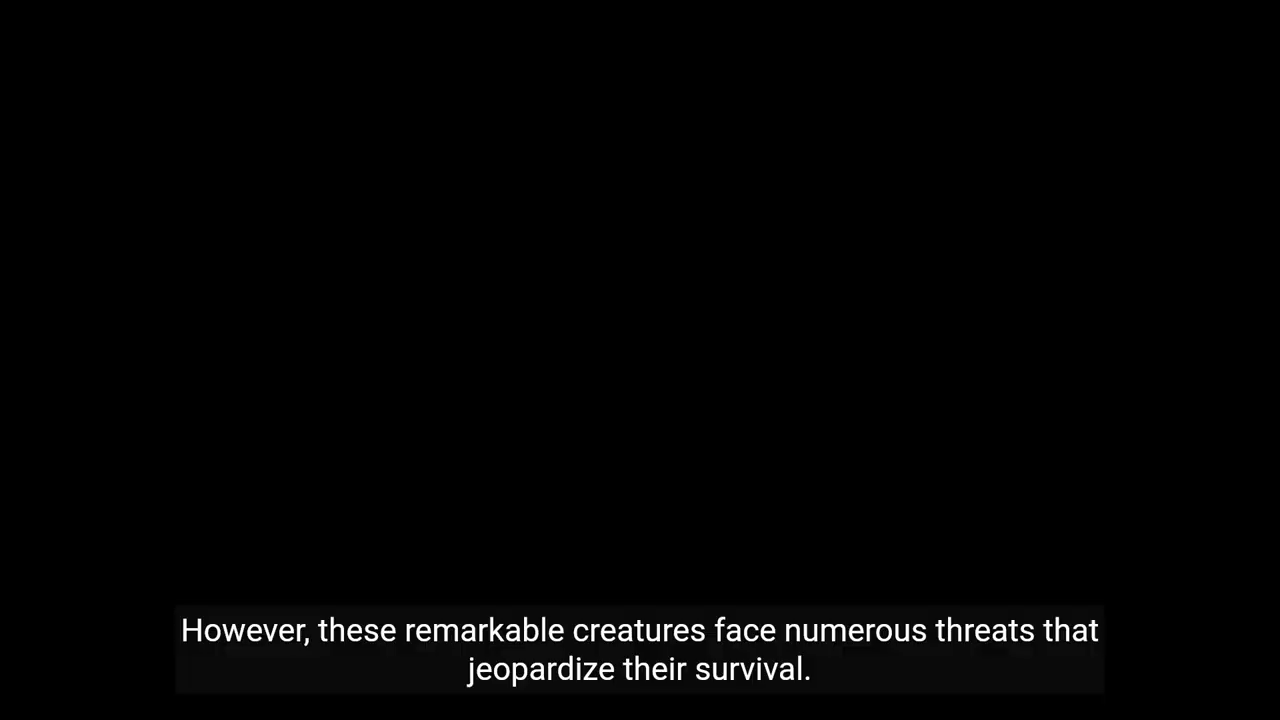 However, these remarkable creatures face numerous threats that
jeopardize their survival.